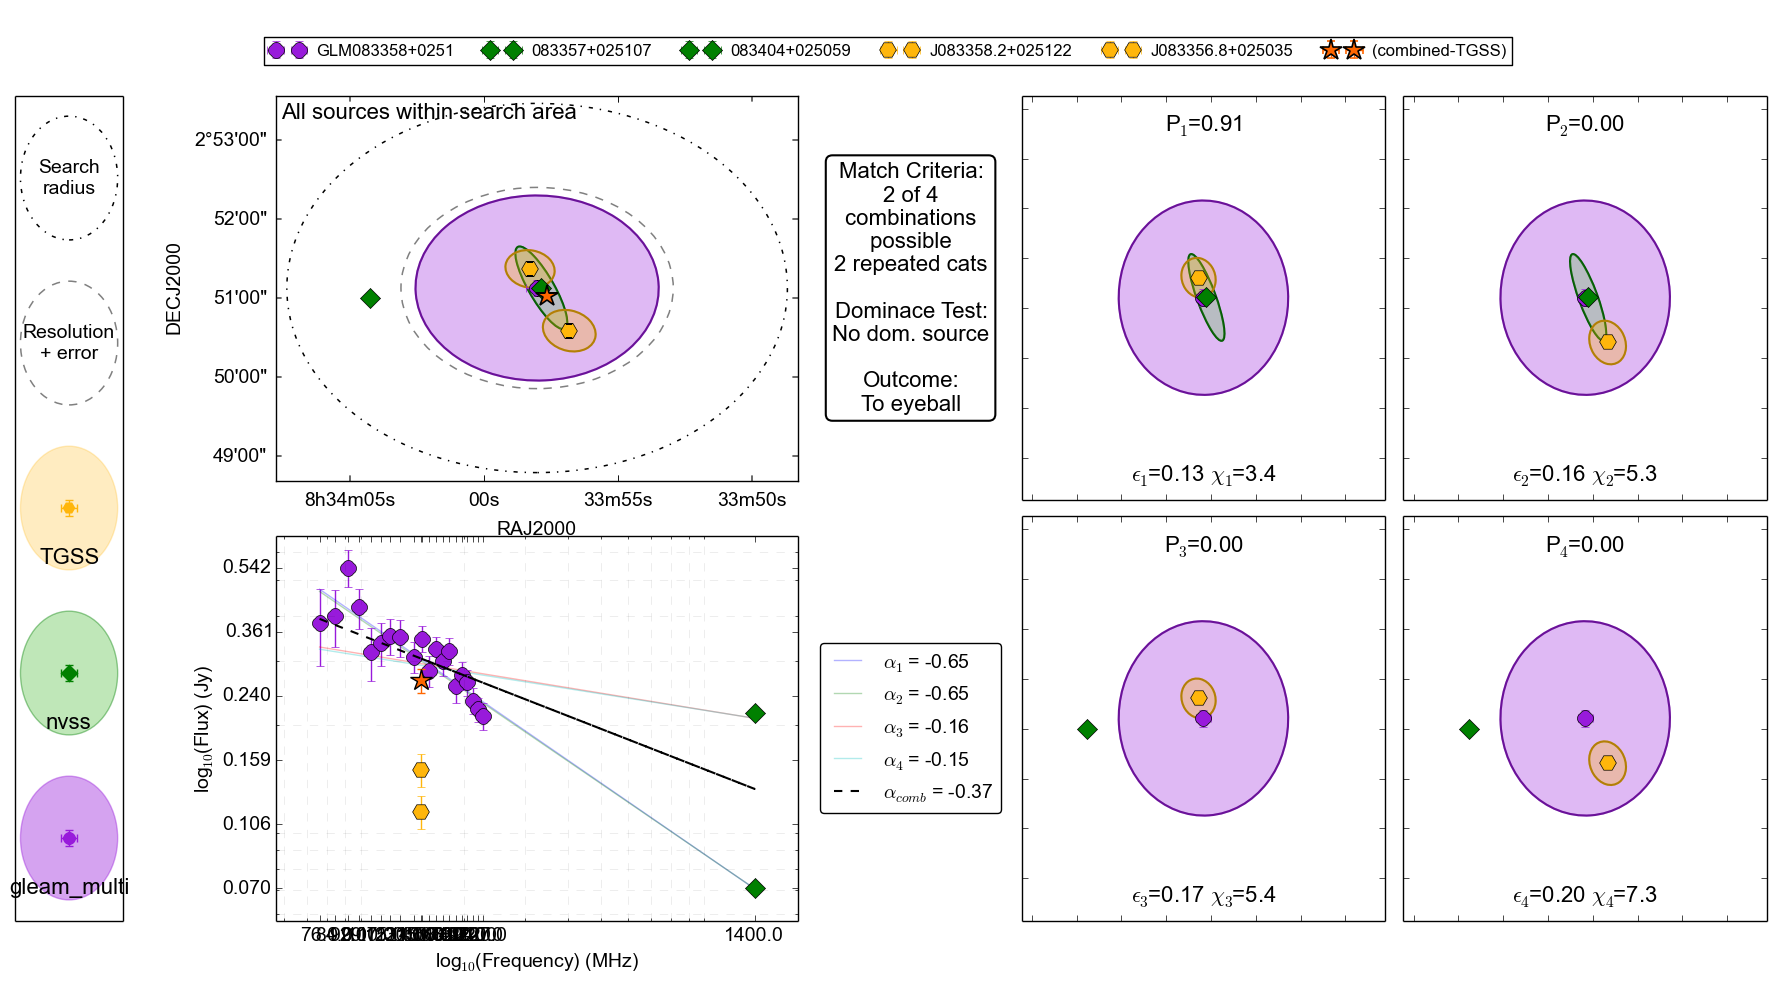 GLM083358+0251 083357+025107 083404+025059 J083358.2+025122 J083356.8+025035 (combined-TGSS)
Search
radius
Resolution
+ error
TGSS
nvss
gleam_multi
All sources within search area
2°53'00"
52'00"
51'00"
50'00"
49'00"
DECJ2000
8h34m05s 00s 33m55s 33m50s
RAJ2000
Match Criteria:
2 of 4
combinations
possible
2 repeated cats
Dominace Test:
No dom. source
Outcome:
To eyeball
P1=0.91
ϵ1=0.13 χ1=3.4
P2=0.00
ϵ2=0.16 χ2=5.3
0.542
0.361
0.240
0.159
0.106
0.070
log10(Flux) (Jy)
1400.0
log10(Frequency) (MHz)
α1 = -0.65
α2 = -0.65
α3 = -0.16
α4 = -0.15
αcomb = -0.37
P3=0.00
ϵ3=0.17 χ3=5.4
P4=0.00
ϵ4=0.20 χ4=7.3